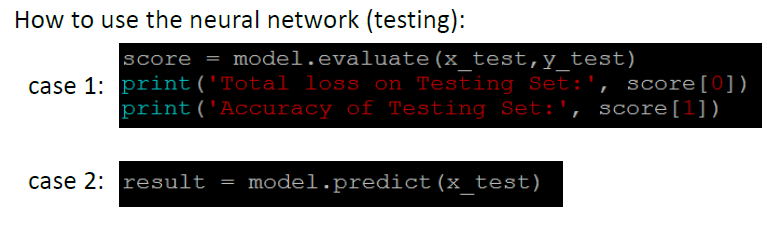 How to use the neural network (testing):
score = model.evaluate(x_test,y_test)
case 1: print('Total loss on Testing Set:', score[0])
print('Accuracy of Testing Set:', score[1])
case 2: result = model.predict(x_test)